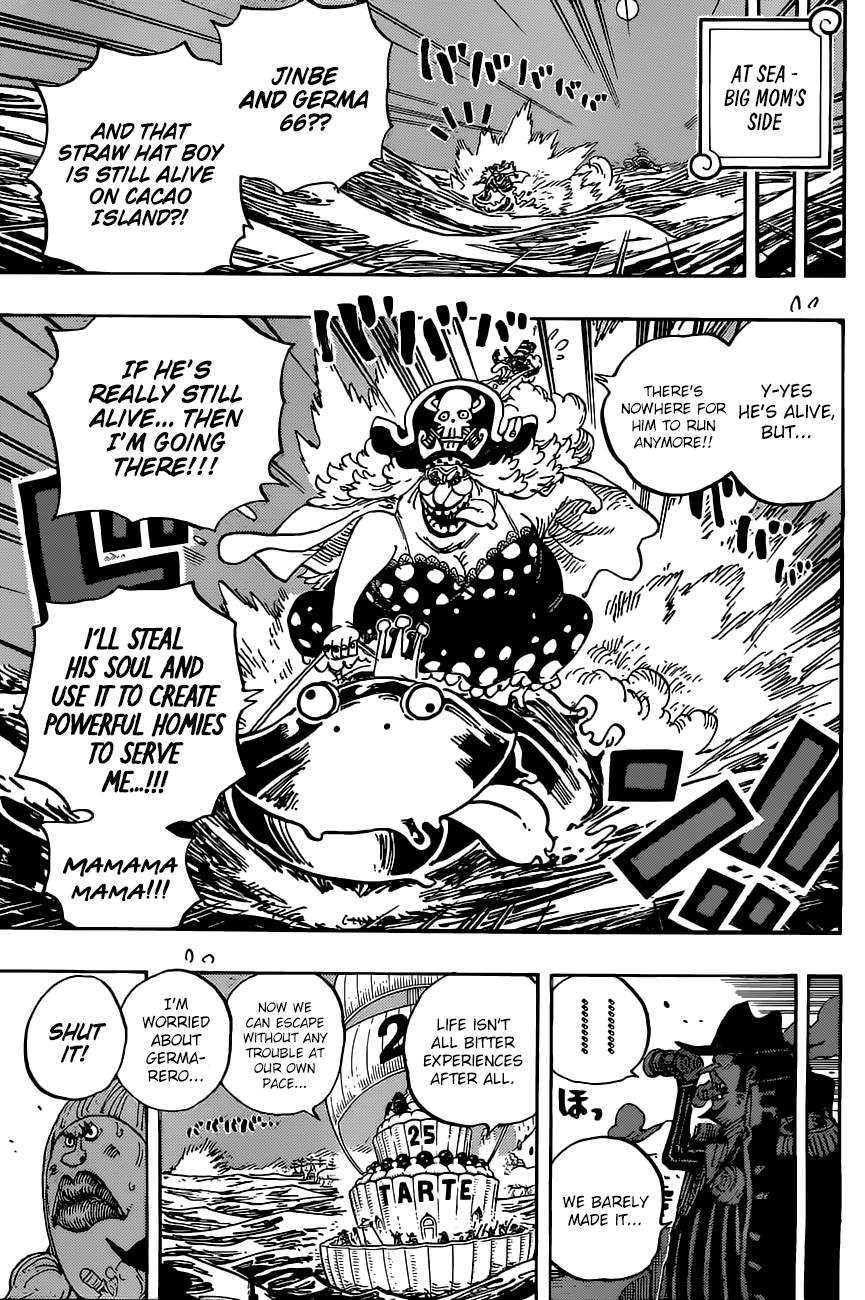 AT SEA -
BIG MOM'S
SIDE
バババババ
JINBE
AND GERMA
66??
AND THAT
STRAW HAT BOY
IS STILL ALIVE
ON CACAO
ISLAND?!
Y-YES
HE'S ALIVE,
BUT...
THERE'S
NOWHERE FOR
HIM TO RUN
ANYMORE!!
バババババ
IF HE'S
REALLY STILL
ALIVE... THEN
I'M GOING
THERE!!!
I'LL STEAL
HIS SOUL AND
USE IT TO CREATE
POWERFUL HOMIES
TO SERVE
ME...!!!
MAMAMA
MAMA!!!
ほっ
WE BARELY
MADE IT...
LIFE ISN'T
ALL BITTER
EXPERIENCES
AFTER ALL.
NOW WE
CAN ESCAPE
WITHOUT ANY
TROUBLE AT
OUR OWN
PACE...
25
TARTE
バババババ
I'M
WORRIED
ABOUT
GERMA-
RERO...
SHUT
IT!